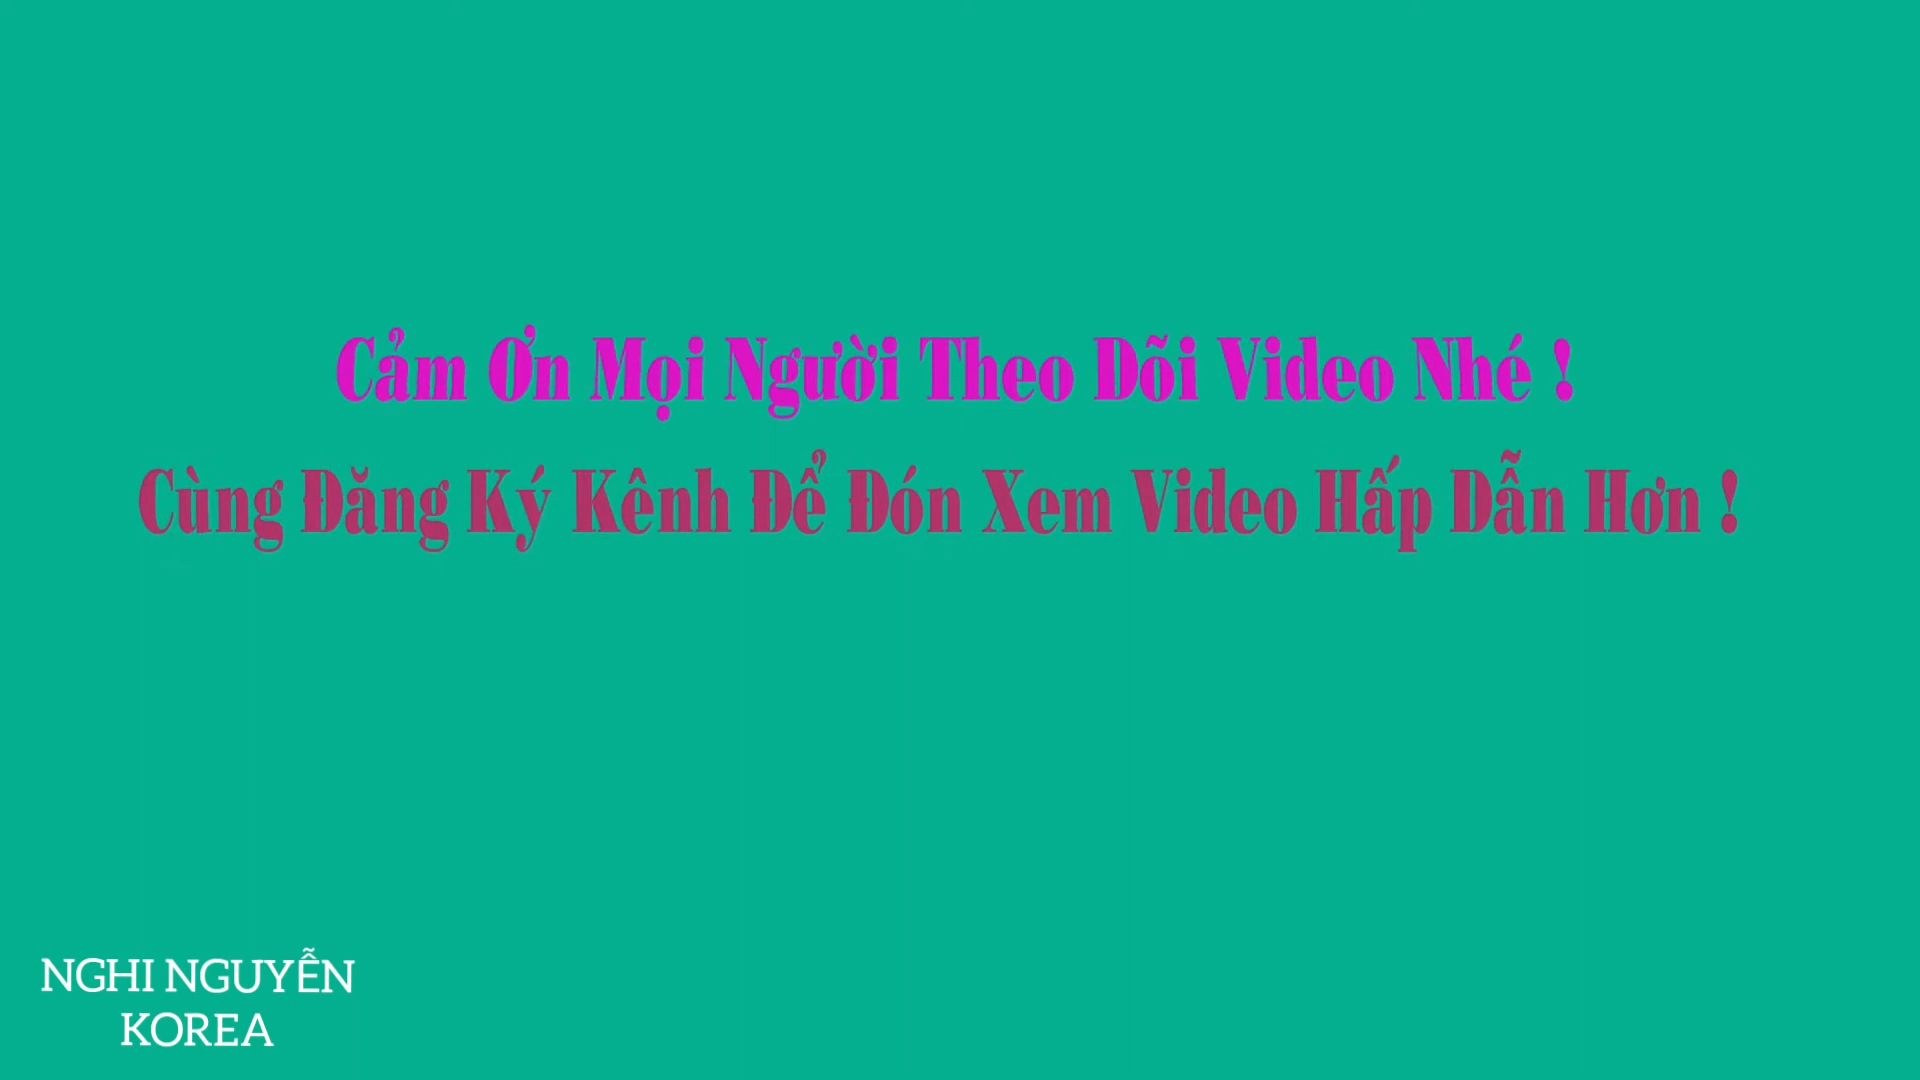 Cảm Ơn Mọi Người Theo Dõi Video Nhé !
Cùng Đăng Ký Kênh Để Đón Xem Video Hấp Dẫn Hơn !
NGHI NGUYỄN
KOREA